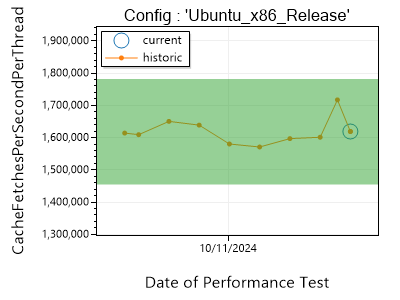 Config : 'Ubuntu_x86_Release'
CacheFetchesPerSecondPerThread
1,900,000
1,800,000
1,700,000
1,600,000
1,500,000
1,400,000
1,300,000
current
historic
10/11/2024
Date of Performance Test